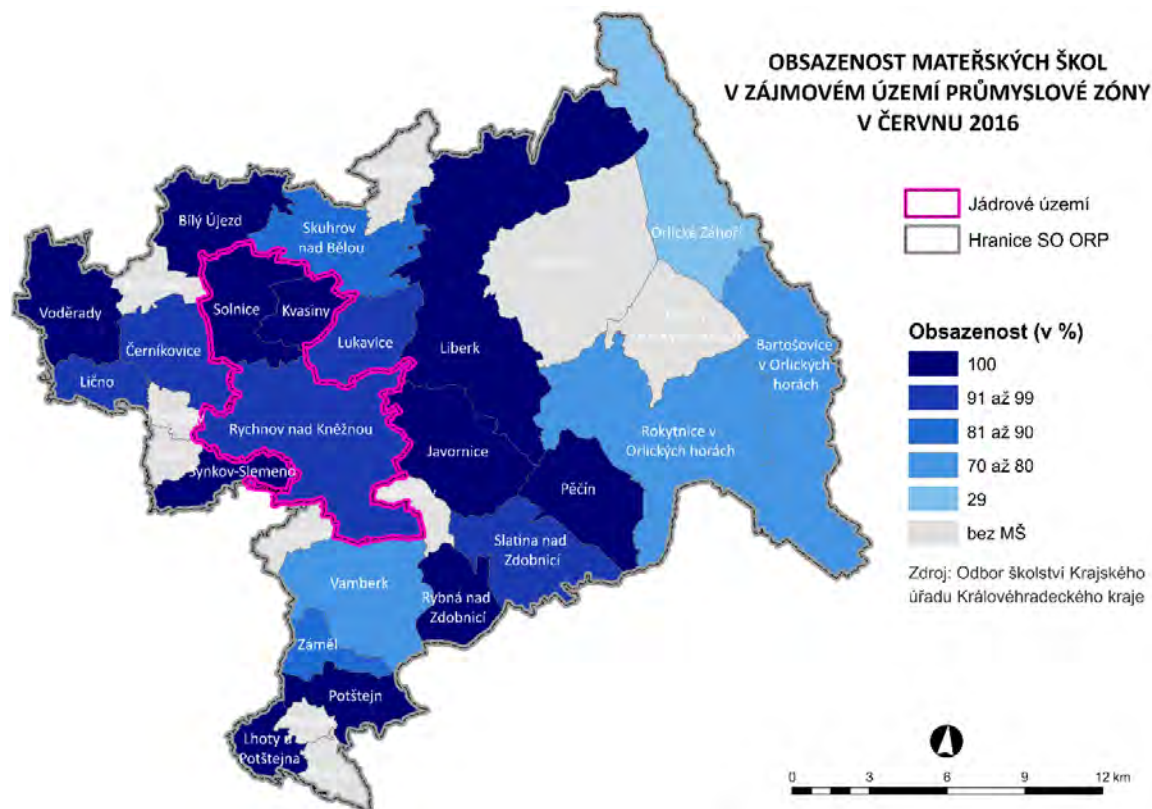 OBSAZENOST MATEŘSKÝCH ŠKOL
V ZÁJMOVÉM ÚZEMÍ PRŮMYSLOVÉ ZÓNY
V ČERVNU 2016
Jádrové území
Hranice SO ORP
Bílý Újezd
Skuhrov
nad Bělou
Orlické Záhoří
Voděrady
Solnice
Kvasiny
Černíkovice
Lukavice
Liberk
Bartošovice
v Orlických
horách
Lično
Rychnov nad Kněžnou
Rokytnice v
Orlických horách
Javornice
Synkov-Slemeno
Pěčín
Slatina nad
Zdobnicí
Vamberk
Rybná nad
Zdobnicí
Záměl
Potštejn
Lhoty u
Potštejna
Obsazenost (v %)
100
91 až 99
81 až 90
70 až 80
29
bez MŠ
Zdroj: Odbor školství Krajského
úřadu Královéhradeckého kraje
0 3 6 9 12 km